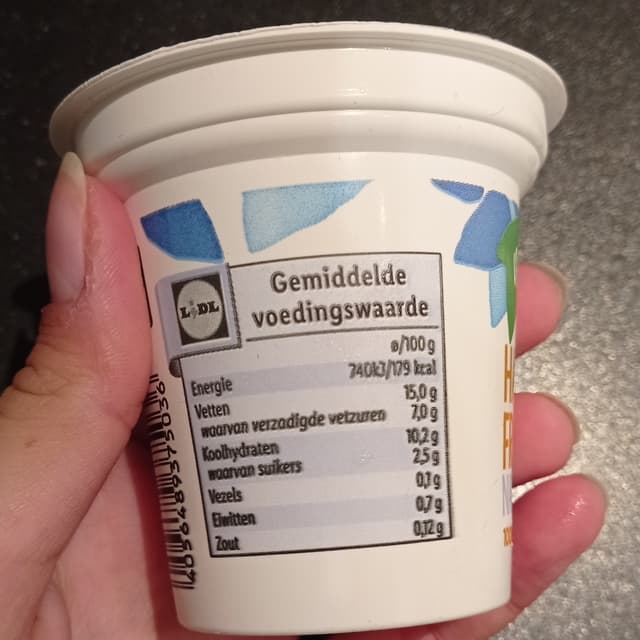 LIDL
Gemiddelde
voedingswaarde
ø/100 g
Energie 740kJ/179 kcal
Vetten 15,0 g
waarvan verzadigde vetzuren 7,0 g
Koolhydraten 10,2 g
waarvan suikers 2,5 g
Vezels 0,1 g
Eiwitten 0,7 g
Zout 0,12 g